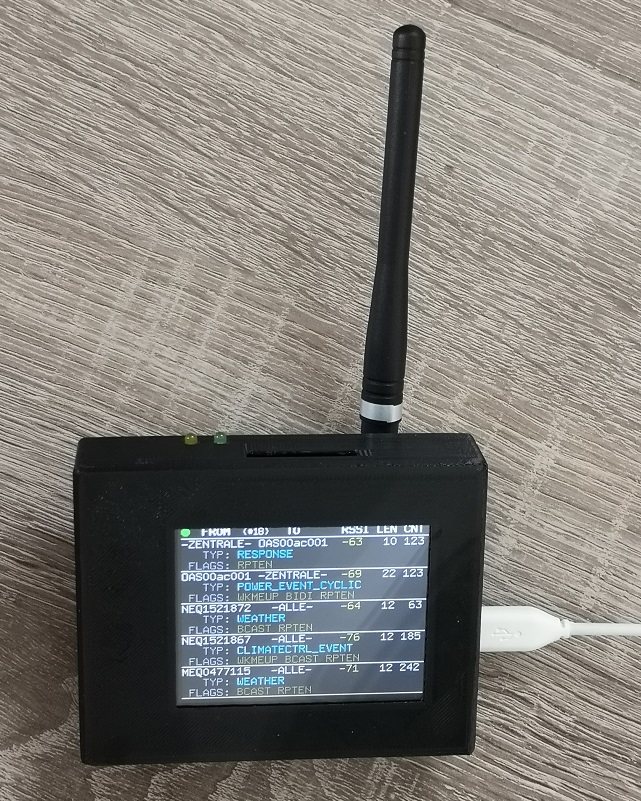 FROM (#10) TO RSSI LEN CNT
-ZENTRALE- DAS00ac001 -63 10 123
TYP: RESPONSE
FLAGS: RPTEN
DAS00ac001 -ZENTRALE- -69 22 123
TYP: POWER_EVENT_CYCLIC
FLAGS: WKMEUP BIDI RPTEN
NEQ1521872 -ALLE- -64 12 63
TYP: WEATHER
FLAGS: BCAST RPTEN
NEQ1521867 -ALLE- -76 12 185
TYP: CLIMATECTRL_EVENT
FLAGS: WKMEUP BCAST RPTEN
MEQ0477115 -ALLE- -71 12 242
TYP: WEATHER
FLAGS: BCAST RPTEN